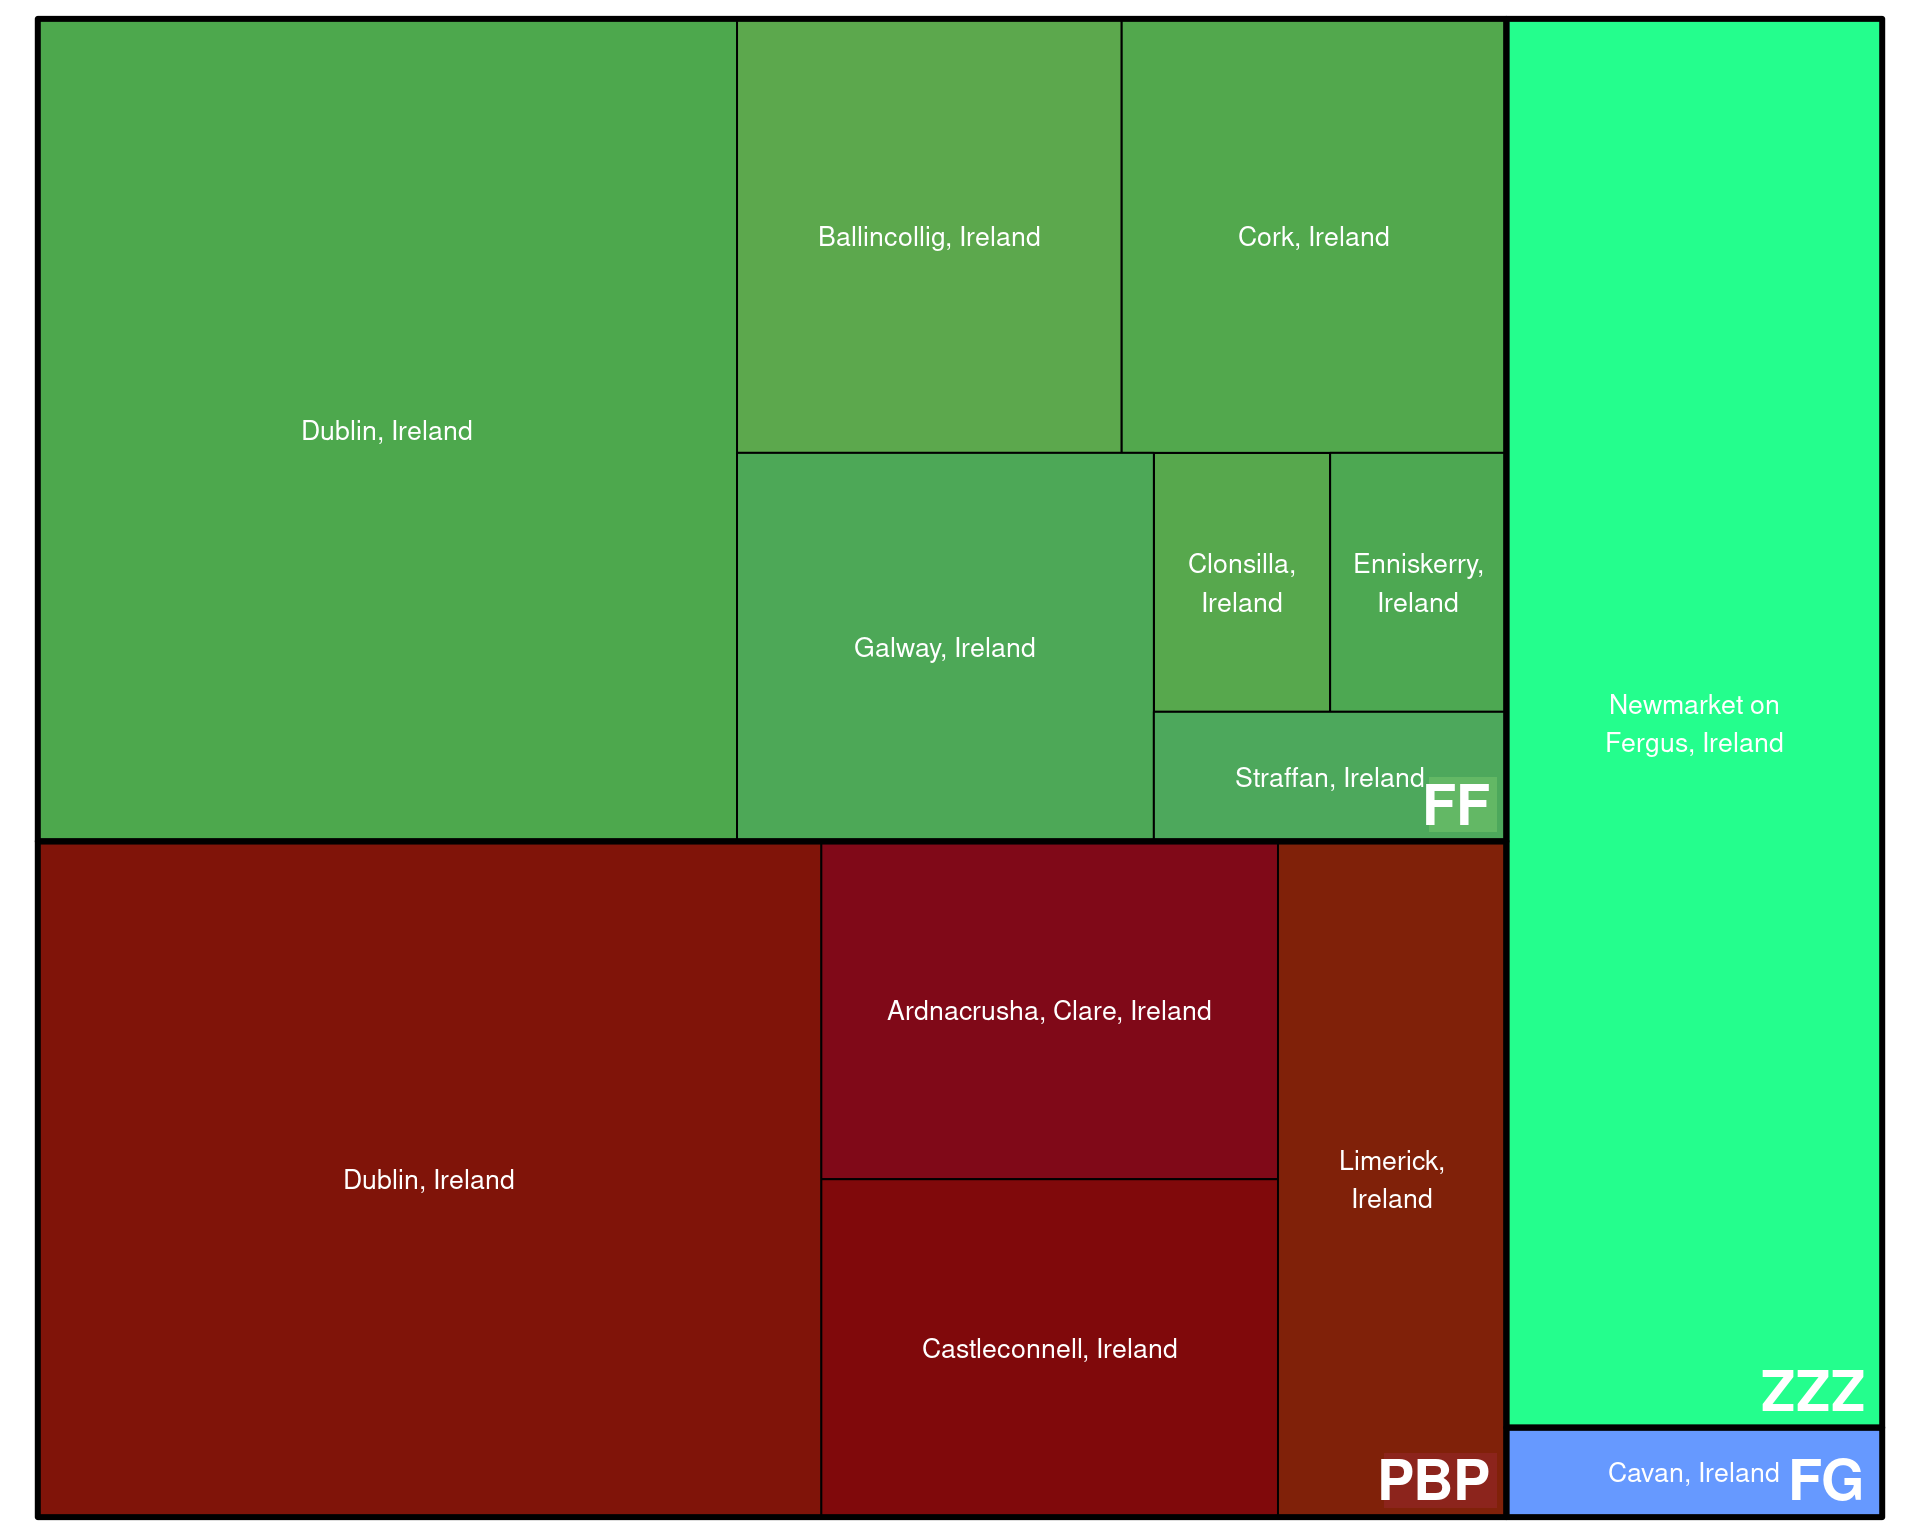 Dublin, Ireland
Ballincollig, Ireland
Cork, Ireland
Galway, Ireland
Clonsilla,
Ireland
Enniskerry,
Ireland
Straffan, Ireland
FF
Newmarket on
Fergus, Ireland
ZZZ
Dublin, Ireland
Ardnacrusha, Clare, Ireland
Castleconnell, Ireland
Limerick,
Ireland
PBP
Cavan, Ireland
FG